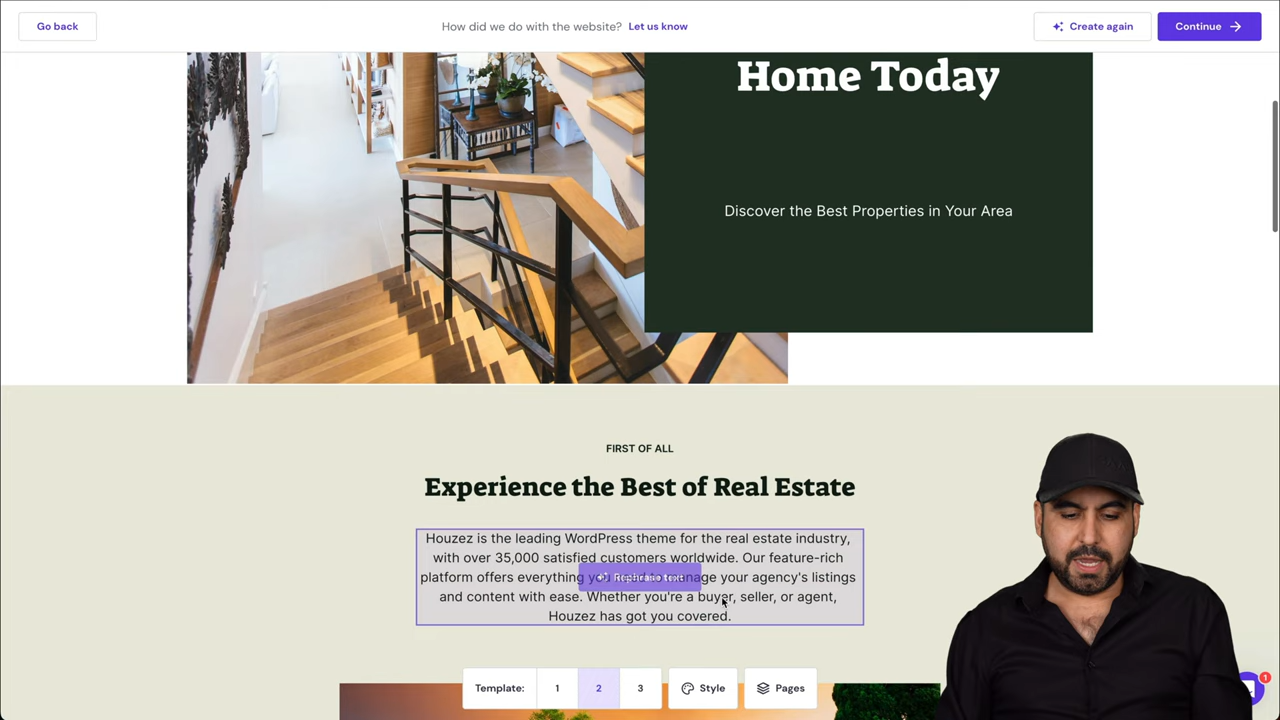 Go back
How did we do with the website? Let us know
Create again
Continue
Home Today
Discover the Best Properties in Your Area
FIRST OF ALL
Experience the Best of Real Estate
Houzez is the leading WordPress theme for the real estate industry,
with over 35,000 satisfied customers worldwide. Our feature-rich
platform offers everything you need to manage your agency's listings
and content with ease. Whether you're a buyer, seller, or agent,
Houzez has got you covered.
Template: 1 2 3
Style
Pages
1